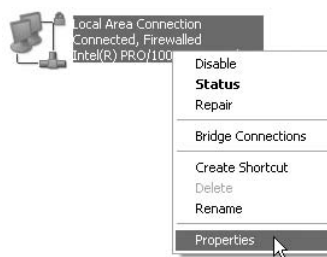 Local Area Connection
Connected, Firewalled
Intel(R) PRO/100
Disable
Status
Repair
Bridge Connections
Create Shortcut
Delete
Rename
Properties